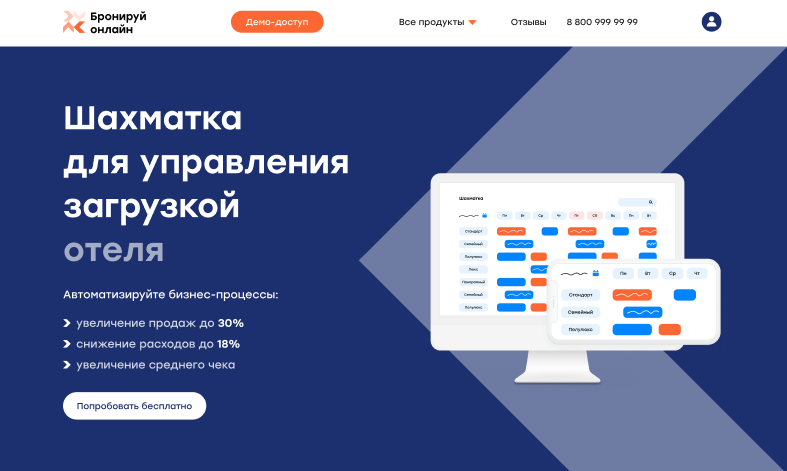 Бронируй
онлайн
Демо-доступ
Все продукты
Отзывы
8 800 999 99 99
Шахматка
для управления
загрузкой
отеля
Автоматизируйте бизнес-процессы:
увеличение продаж до 30%
снижение расходов до 18%
увеличение среднего чека
Попробовать бесплатно
Шахматка
Пн Вт Ср Чт Пт Сб Вс Пн Вт
Стандарт
Семейный
Полулюкс
Люкс
Семейный
Полулюкс
Пн Вт Ср Чт
Стандарт
Семейный
Полулюкс